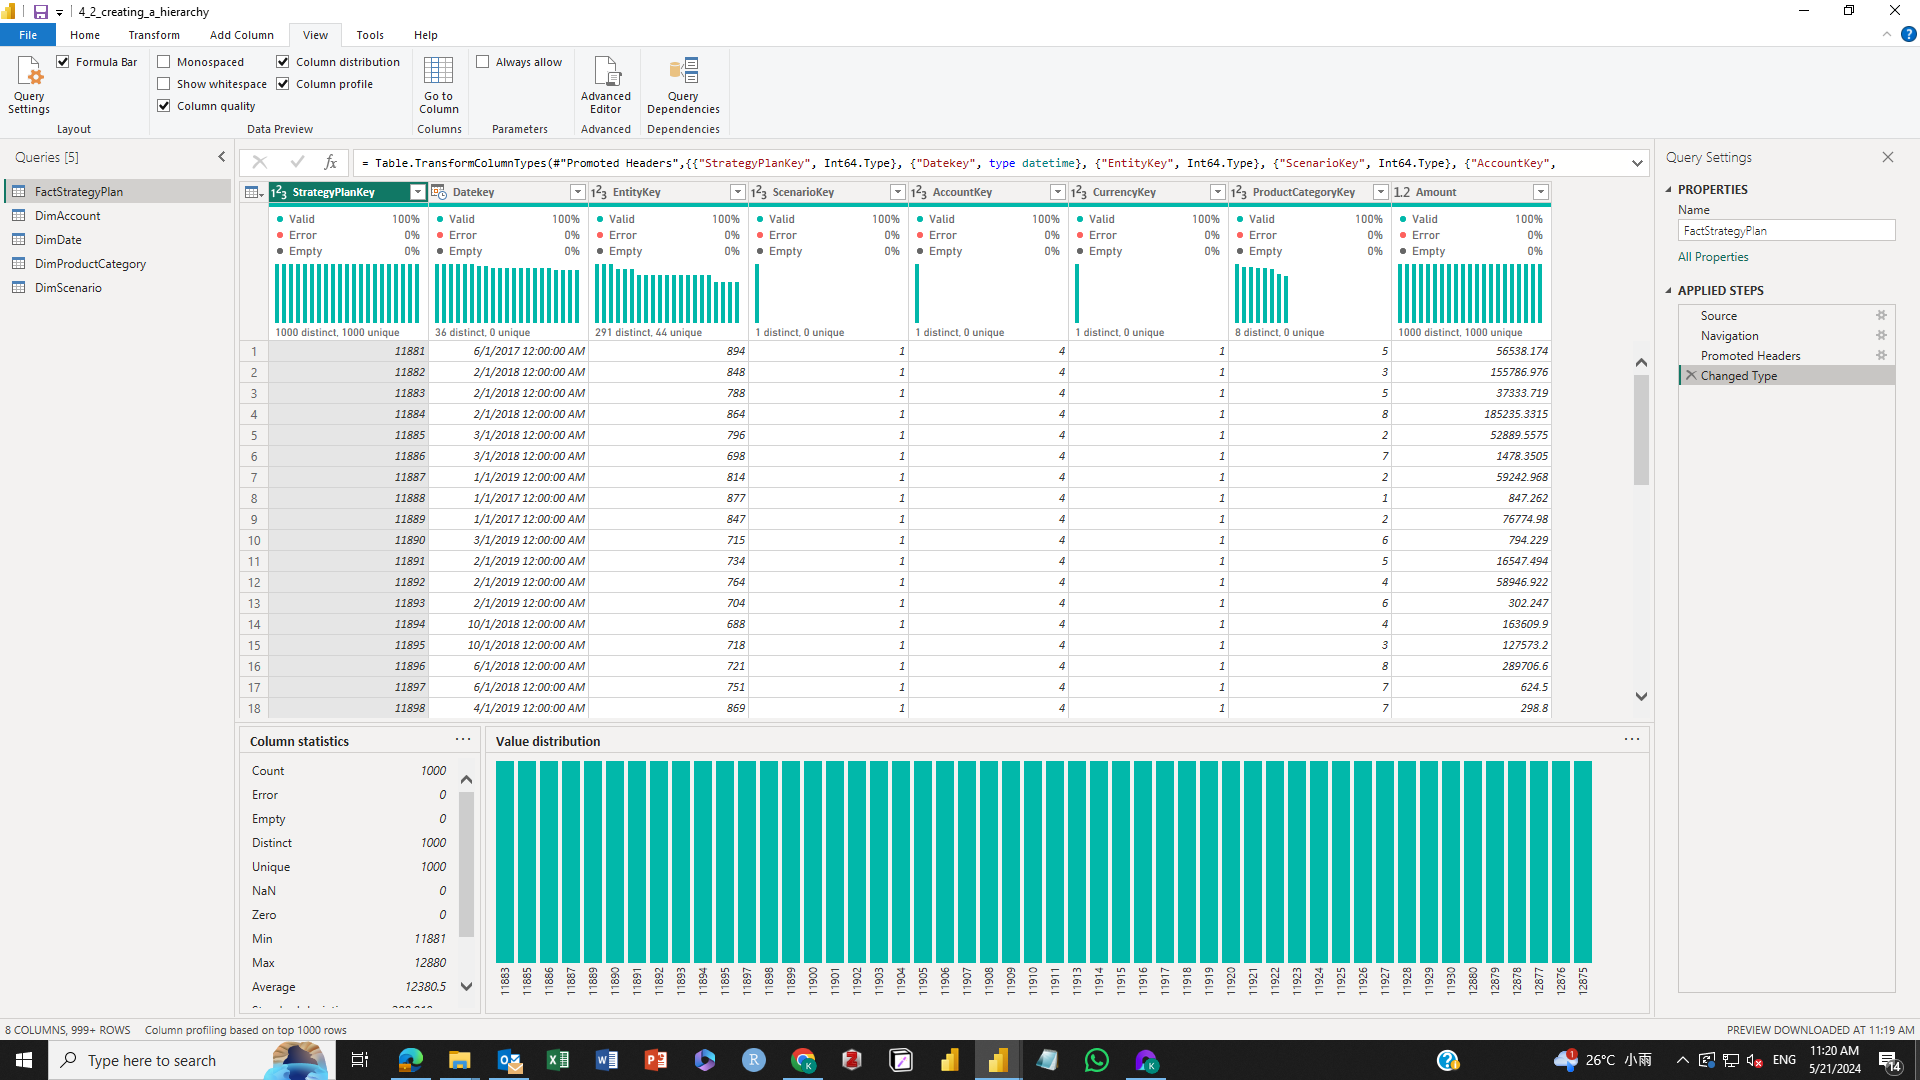 4_2_creating_a_hierarchy
File Home Transform Add Column View Tools Help
Formula Bar Monospaced Column distribution Always allow
Show whitespace Column profile
Column quality
Query Settings Go to Column Advanced Editor Query Dependencies
Layout Data Preview Columns Parameters Advanced Dependencies
Queries [5]
FactStrategyPlan
DimAccount
DimDate
DimProductCategory
DimScenario
fx = Table.TransformColumnTypes(#"Promoted Headers",{{"StrategyPlanKey", Int64.Type}, {"Datekey", type datetime}, {"EntityKey", Int64.Type}, {"ScenarioKey", Int64.Type}, {"AccountKey",
StrategyPlanKey Datekey EntityKey ScenarioKey AccountKey CurrencyKey ProductCategoryKey 1.2 Amount
Valid 100% Valid 100% Valid 100% Valid 100% Valid 100% Valid 100% Valid 100% Valid 100%
Error 0% Error 0% Error 0% Error 0% Error 0% Error 0% Error 0% Error 0%
Empty 0% Empty 0% Empty 0% Empty 0% Empty 0% Empty 0% Empty 0% Empty 0%
1000 distinct, 1000 unique 36 distinct, 0 unique 291 distinct, 44 unique 1 distinct, 0 unique 1 distinct, 0 unique 1 distinct, 0 unique 8 distinct, 0 unique 1000 distinct, 1000 unique
1 11881 6/1/2017 12:00:00 AM 894 1 4 1 5 56538.174
2 11882 2/1/2018 12:00:00 AM 848 1 4 1 3 155786.976
3 11883 2/1/2018 12:00:00 AM 788 1 4 1 5 37333.719
4 11884 2/1/2018 12:00:00 AM 864 1 4 1 8 185235.3315
5 11885 3/1/2018 12:00:00 AM 796 1 4 1 2 52889.5575
6 11886 3/1/2018 12:00:00 AM 698 1 4 1 7 1478.3505
7 11887 1/1/2019 12:00:00 AM 814 1 4 1 2 59242.968
8 11888 1/1/2017 12:00:00 AM 877 1 4 1 1 847.262
9 11889 1/1/2017 12:00:00 AM 847 1 4 1 2 76774.98
10 11890 3/1/2019 12:00:00 AM 715 1 4 1 6 794.229
11 11891 2/1/2019 12:00:00 AM 734 1 4 1 5 16547.494
12 11892 2/1/2019 12:00:00 AM 764 1 4 1 4 58946.922
13 11893 2/1/2019 12:00:00 AM 704 1 4 1 6 302.247
14 11894 10/1/2018 12:00:00 AM 688 1 4 1 4 163609.9
15 11895 10/1/2018 12:00:00 AM 718 1 4 1 3 127573.2
16 11896 6/1/2018 12:00:00 AM 721 1 4 1 8 289706.6
17 11897 6/1/2018 12:00:00 AM 751 1 4 1 7 624.5
18 11898 4/1/2019 12:00:00 AM 869 1 4 1 7 298.8
Column statistics
Count 1000
Error 0
Empty 0
Distinct 1000
Unique 1000
NaN 0
Zero 0
Min 11881
Max 12880
Average 12380.5
Value distribution
11883 11885 11886 11887 11889 11890 11891 11892 11893 11894 11895 11897 11898 11899 11900 11901 11902 11903 11904 11905 11906 11907 11908 11909 11910 11911 11913 11914 11915 11916 11917 11918 11919 11920 11921 11922 11923 11924 11925 11926 11927 11928 11929 11930 12880 12879 12878 12877 12876 12875
Query Settings
PROPERTIES
Name
FactStrategyPlan
All Properties
APPLIED STEPS
Source
Navigation
Promoted Headers
Changed Type
8 COLUMNS, 999+ ROWS Column profiling based on top 1000 rows PREVIEW DOWNLOADED AT 11:19 AM
Type here to search 26°C 小雨 ENG 11:20 AM
5/21/2024
14